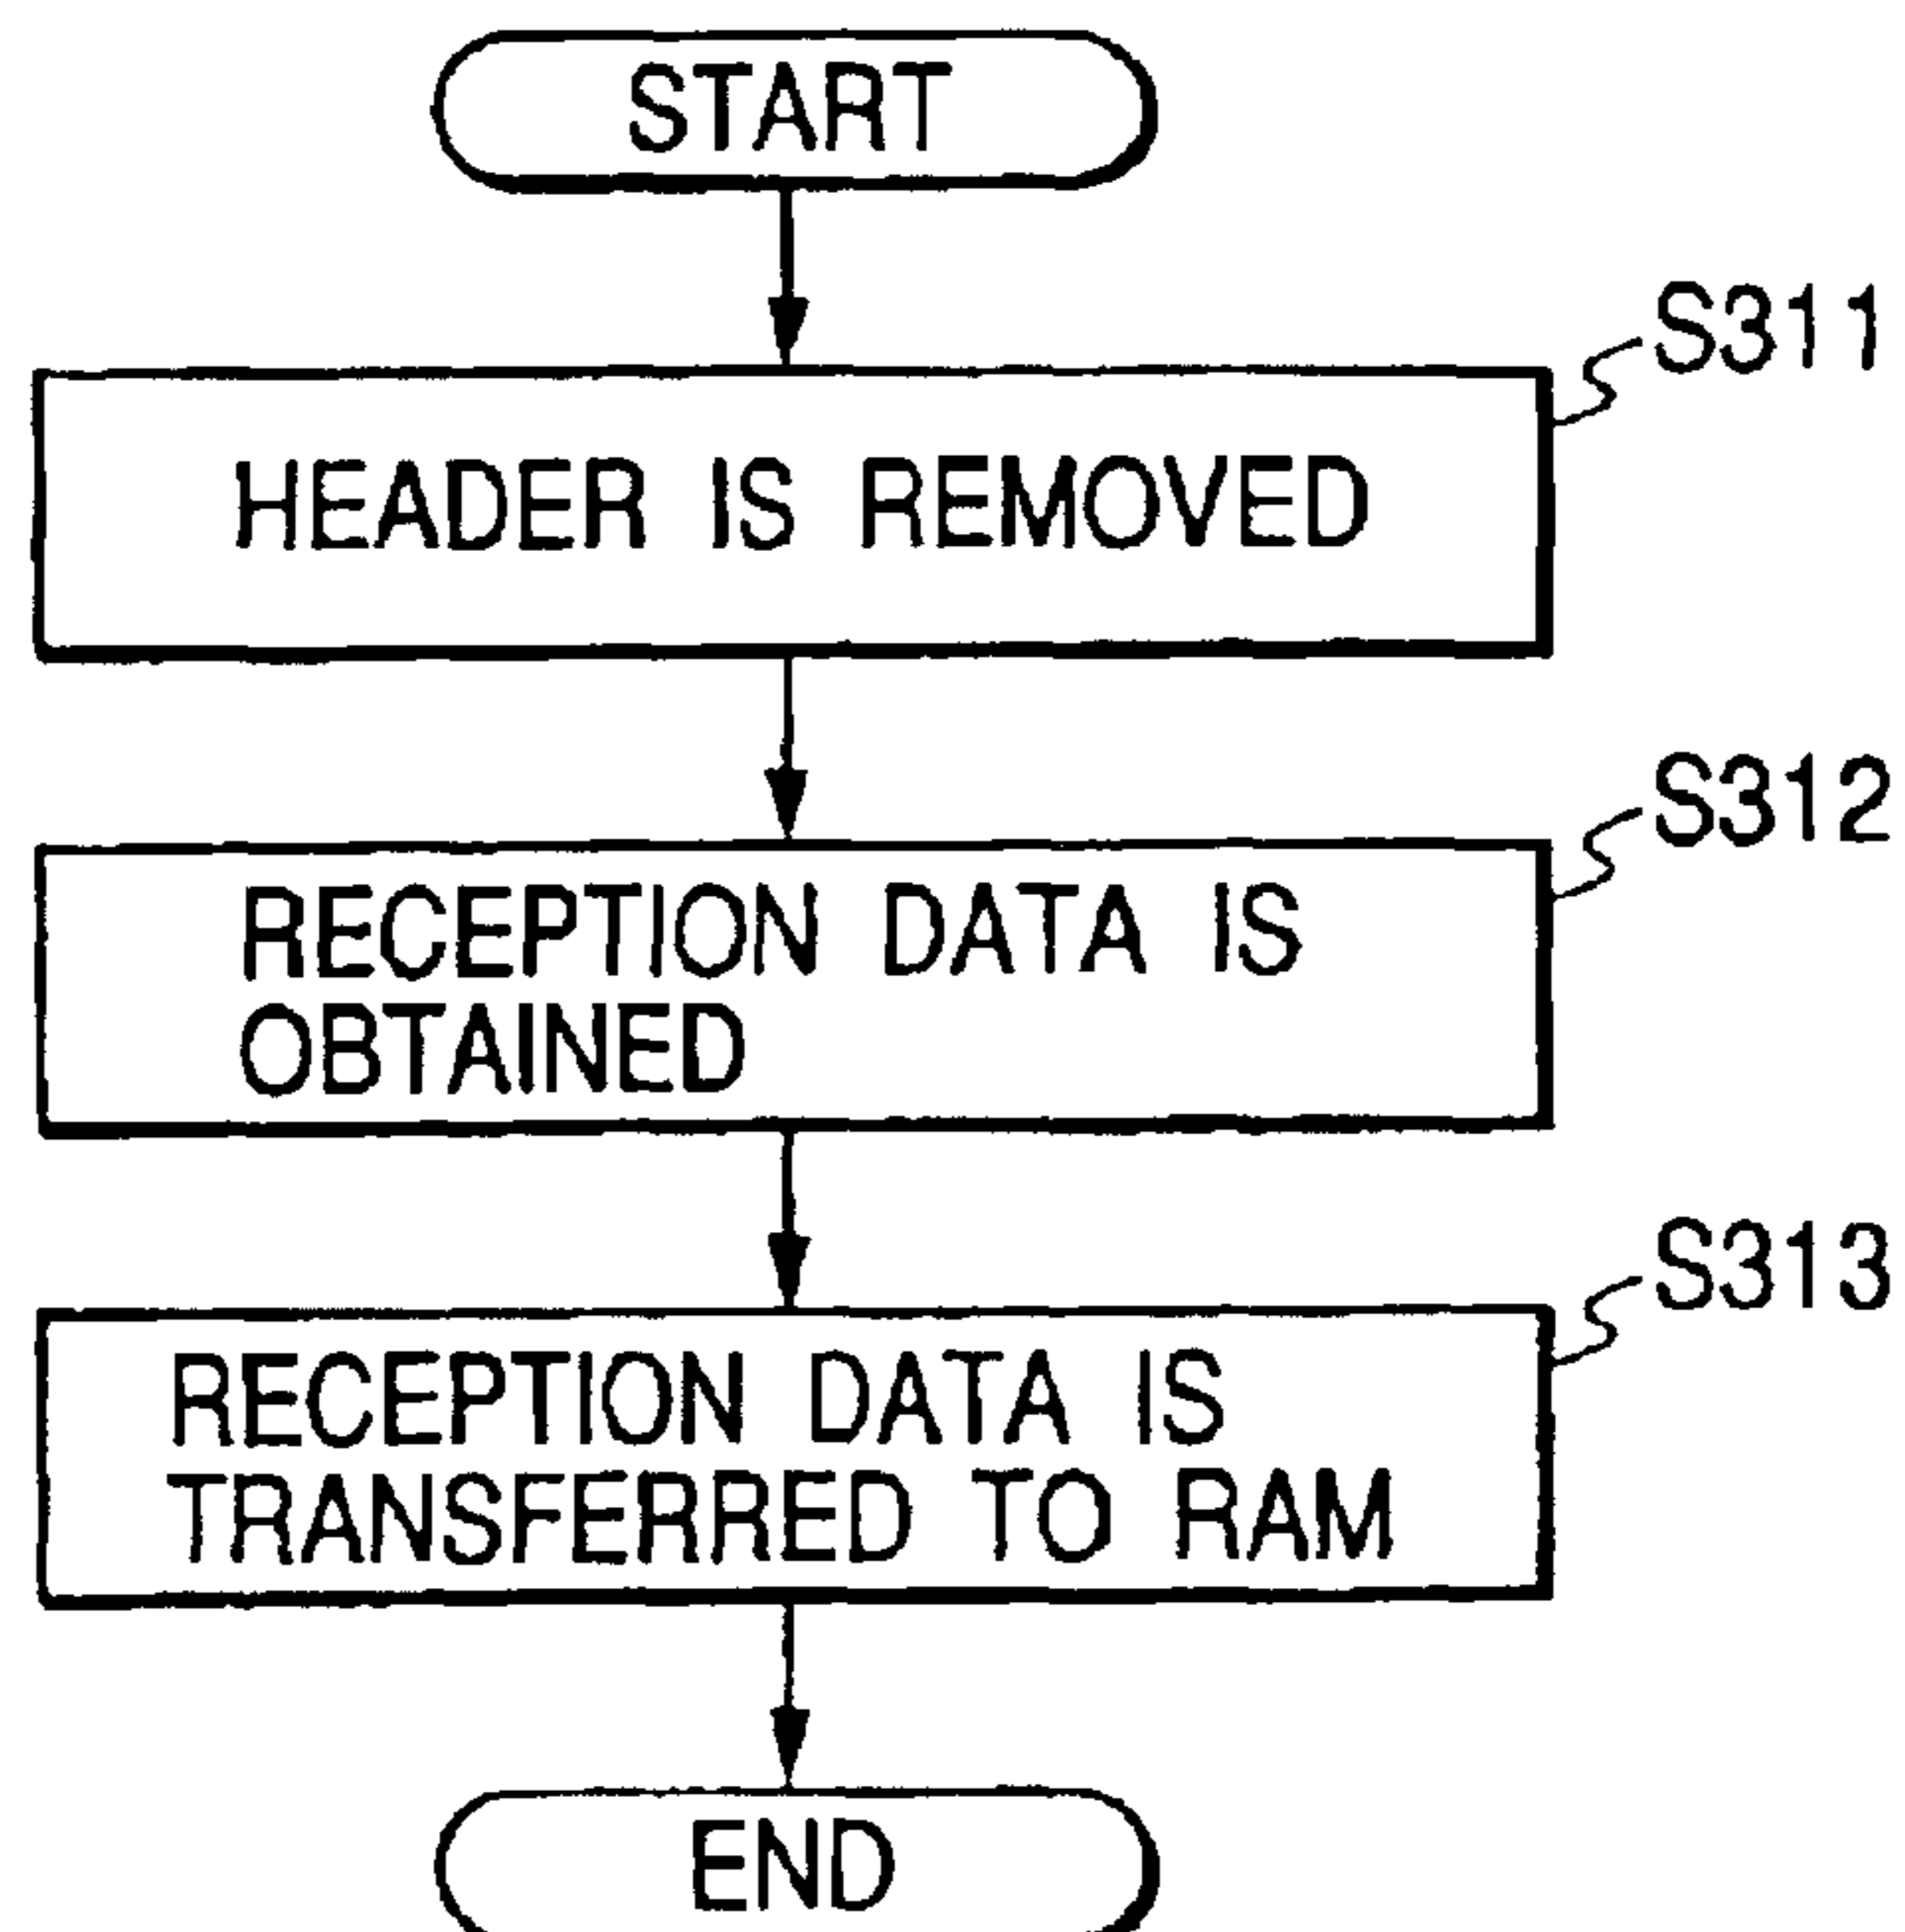 START
S311
HEADER IS REMOVED
S312
RECEPTION DATA IS
OBTAINED
S313
RECEPTION DATA IS
TRANSFERRED TO RAM
END